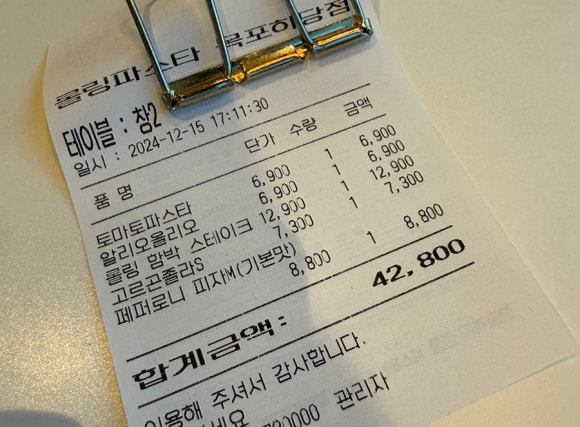 롤링파스타 목포하당점
테이블 : 창2
일시 : 2024-12-15 17:11:30
품 명 단가 수량 금액
토마토파스타 6,900 1 6,900
알리오올리오 6,900 1 6,900
롤링 함박 스테이크 12,900 1 12,900
고르곤졸라S 7,300 1 7,300
페퍼로니 피자M(기본맛) 8,800 1 8,800
합계금액: 42,800
이용해 주셔서 감사합니다.
관리자